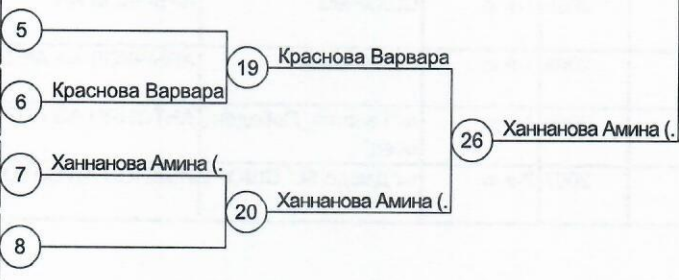 5
19 Краснова Варвара
6 Краснова Варвара
26 Ханнанова Амина (.
7 Ханнанова Амина (.
20 Ханнанова Амина (.
8